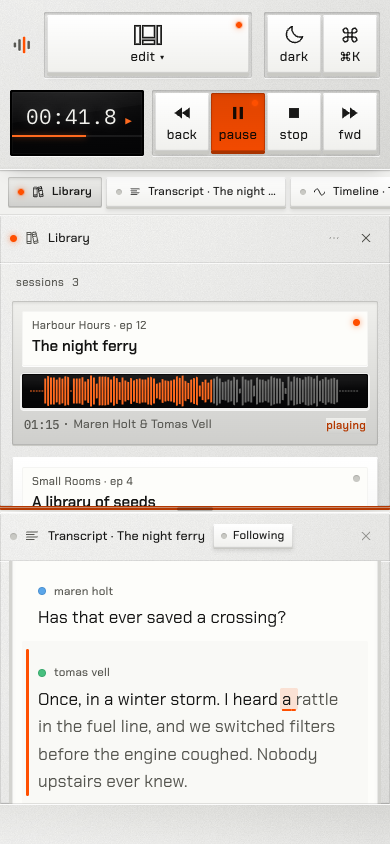 edit ▾
dark
⌘K
00:41.8 ▸
back
pause
stop
fwd
Library
Transcript · The night ...
Timeline ·
Library
sessions 3
Harbour Hours · ep 12
The night ferry
01:15 · Maren Holt & Tomas Vell
playing
Small Rooms · ep 4
A library of seeds
Transcript · The night ferry
Following
maren holt
Has that ever saved a crossing?
tomas vell
Once, in a winter storm. I heard a rattle
in the fuel line, and we switched filters
before the engine coughed. Nobody
upstairs ever knew.